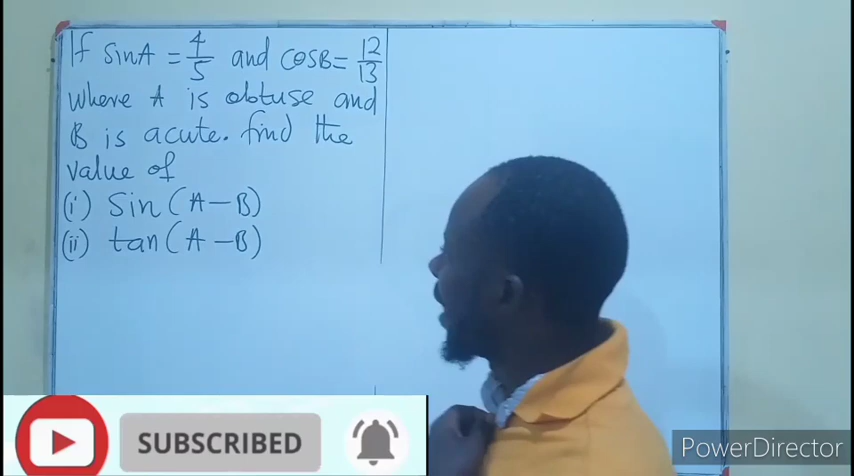 If sinA = 4/5 and cosB = 12/13
where A is obtuse and
B is acute. find the
value of
(i) Sin(A-B)
(ii) tan(A-B)
SUBSCRIBED
PowerDirector